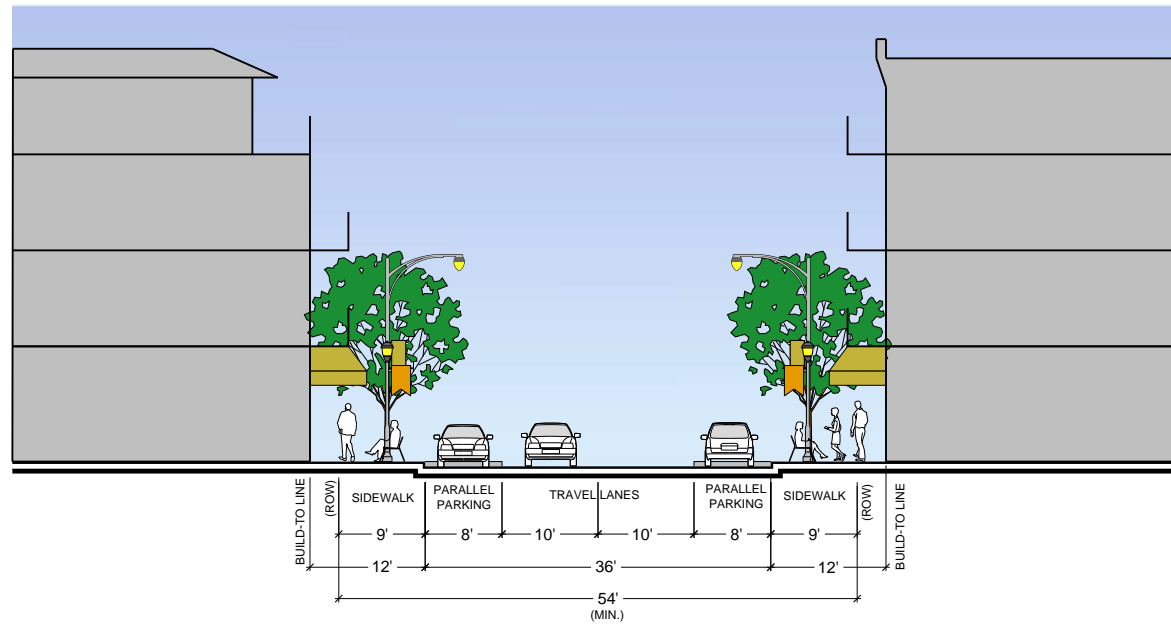 BUILD-TO LINE
(ROW)
SIDEWALK
PARALLEL
PARKING
TRAVEL LANES
PARALLEL
PARKING
SIDEWALK
(ROW)
BUILD-TO LINE
9' 8' 10' 10' 8' 9'
12' 36' 12'
54'
(MIN.)